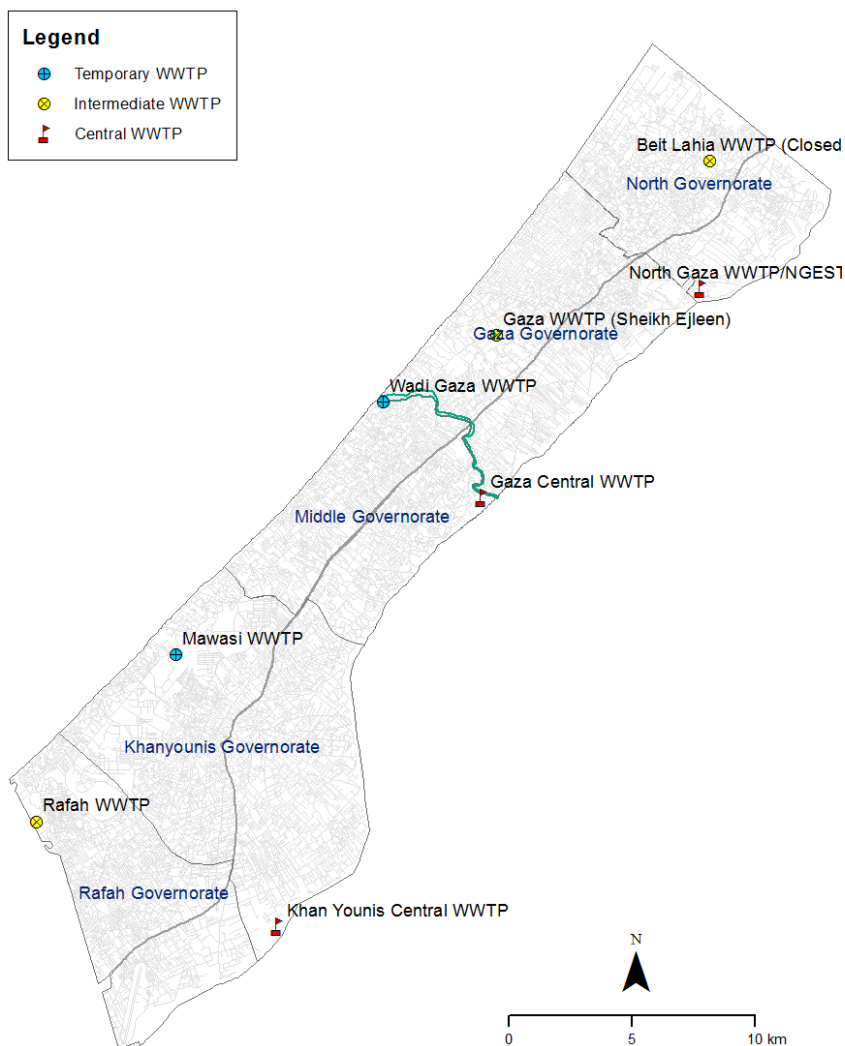 Legend
Temporary WWTP
Intermediate WWTP
Central WWTP
Beit Lahia WWTP (Closed
North Governorate
North Gaza WWTP/NGEST
Gaza WWTP (Sheikh Ejleen)
Gaza Governorate
Wadi Gaza WWTP
Gaza Central WWTP
Middle Governorate
Mawasi WWTP
Khanyounis Governorate
Rafah WWTP
Rafah Governorate
Khan Younis Central WWTP
N
0 5 10 km